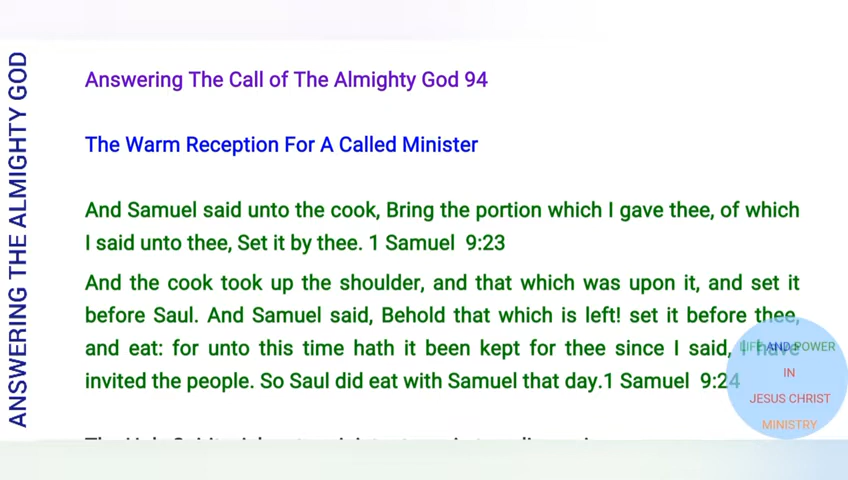 ANSWERING THE ALMIGHTY GOD
Answering The Call of The Almighty God 94
The Warm Reception For A Called Minister
And Samuel said unto the cook, Bring the portion which I gave thee, of which
I said unto thee, Set it by thee. 1 Samuel 9:23
And the cook took up the shoulder, and that which was upon it, and set it
before Saul. And Samuel said, Behold that which is left! set it before thee,
and eat: for unto this time hath it been kept for thee since I said, I have
invited the people. So Saul did eat with Samuel that day.1 Samuel 9:24
LIFE AND POWER
IN
JESUS CHRIST
MINISTRY